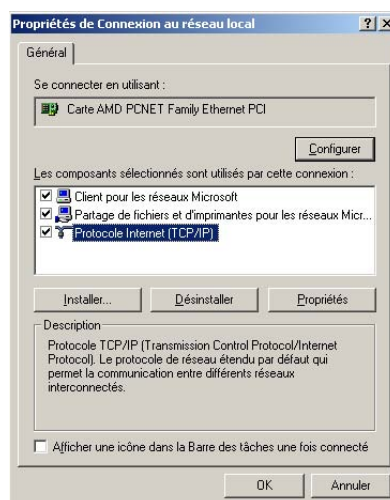 Propriétés de Connexion au réseau local
Général
Se connecter en utilisant :
Carte AMD PCNET Family Ethernet PCI
Configurer
Les composants sélectionnés sont utilisés par cette connexion :
Client pour les réseaux Microsoft
Partage de fichiers et d'imprimantes pour les réseaux Micr...
Protocole Internet (TCP/IP)
Installer... Désinstaller Propriétés
Description
Protocole TCP/IP (Transmission Control Protocol/Internet
Protocol). Le protocole de réseau étendu par défaut qui
permet la communication entre différents réseaux
interconnectés.
Afficher une icône dans la Barre des tâches une fois connecté
OK Annuler